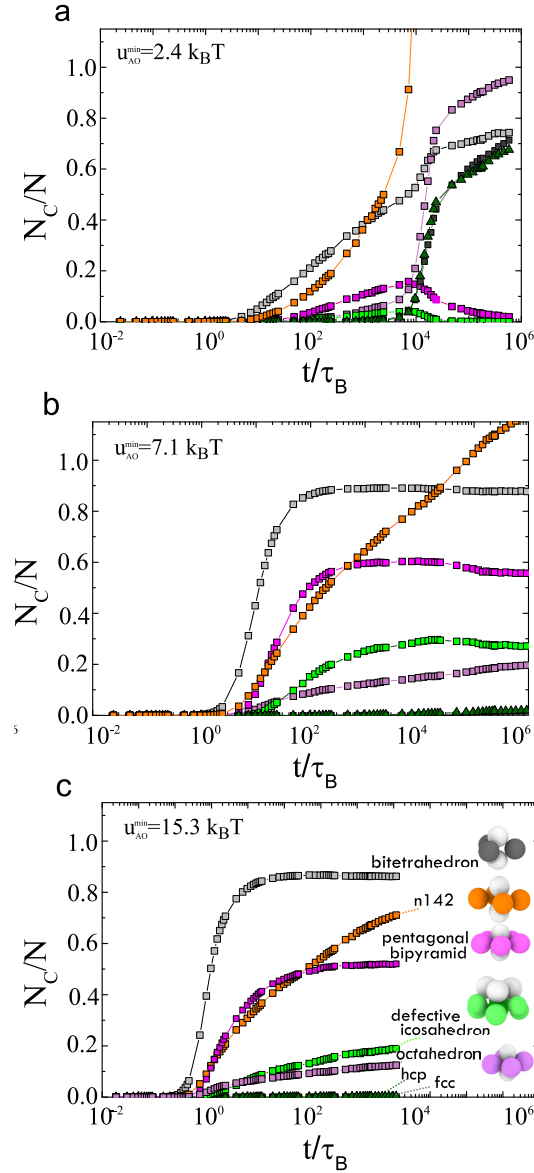 a
u_AO^min=2.4 k_BT
1.0
0.8
0.6
0.4
0.2
0.0
N_C/N
10^-2 10^0 10^2 10^4 10^6
t/τ_B
b
u_AO^min=7.1 k_BT
1.0
0.8
0.6
0.4
0.2
0.0
N_C/N
6
10^-2 10^0 10^2 10^4 10^6
t/τ_B
c
u_AO^min=15.3 k_BT
1.0
0.8
0.6
0.4
0.2
0.0
N_C/N
bitetrahedron
n142
pentagonal
bipyramid
defective
icosahedron
octahedron
hcp
fcc
10^-2 10^0 10^2 10^4 10^6
t/τ_B